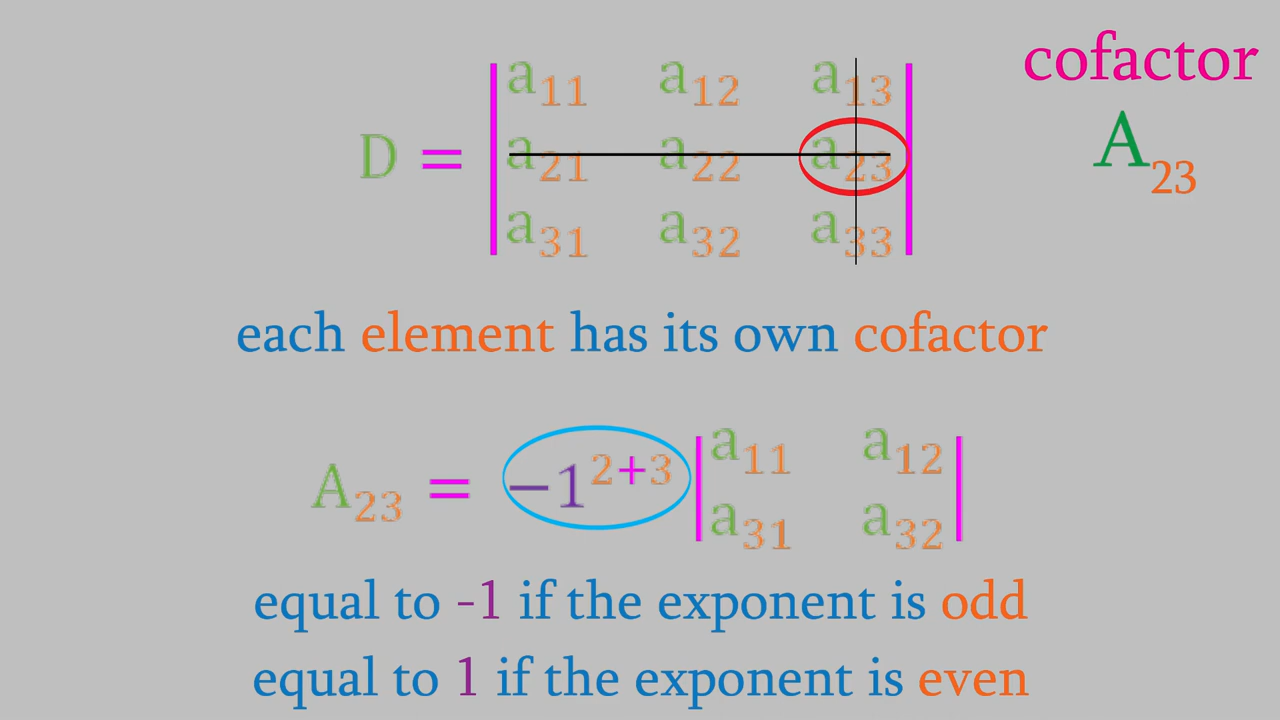 cofactor
A₂₃
D = | a₁₁ a₁₂ a₁₃ |
| a₂₁ a₂₂ a₂₃ |
| a₃₁ a₃₂ a₃₃ |
each element has its own cofactor
A₂₃ = −1²⁺³ | a₁₁ a₁₂ |
| a₃₁ a₃₂ |
equal to -1 if the exponent is odd
equal to 1 if the exponent is even